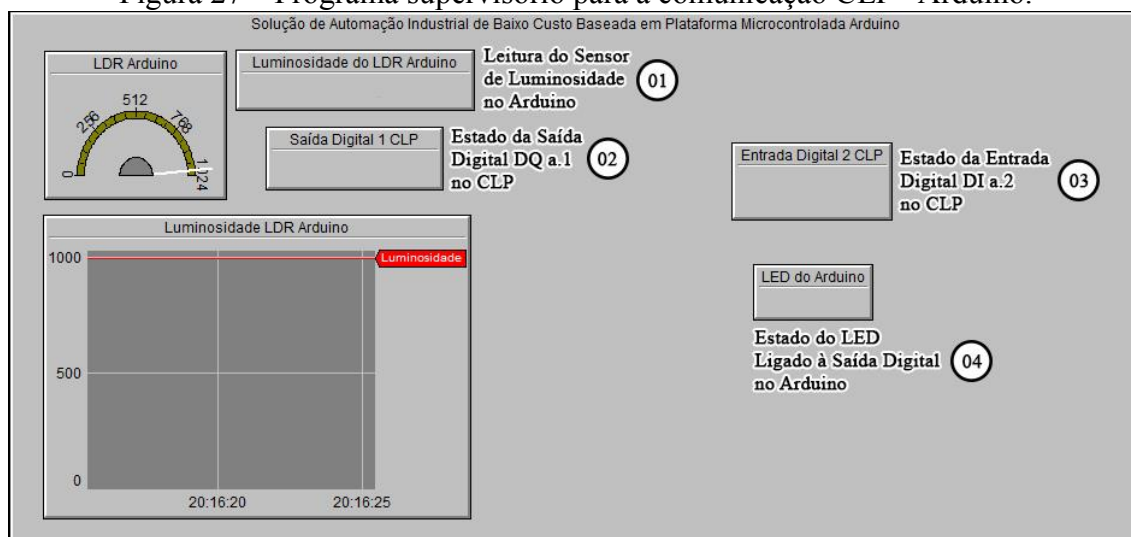 Figura 27 – Programa supervisório para a comunicação CLP - Arduino.
Solução de Automação Industrial de Baixo Custo Baseada em Plataforma Microcontrolada Arduino
LDR Arduino
0
256
512
768
1024
Luminosidade do LDR Arduino
Leitura do Sensor
de Luminosidade
no Arduino
01
Saída Digital 1 CLP
Estado da Saída
Digital DQ a.1
no CLP
02
Entrada Digital 2 CLP
Estado da Entrada
Digital DI a.2
no CLP
03
Luminosidade LDR Arduino
1000
Luminosidade
500
0
20:16:20
20:16:25
LED do Arduino
Estado do LED
Ligado à Saída Digital
no Arduino
04